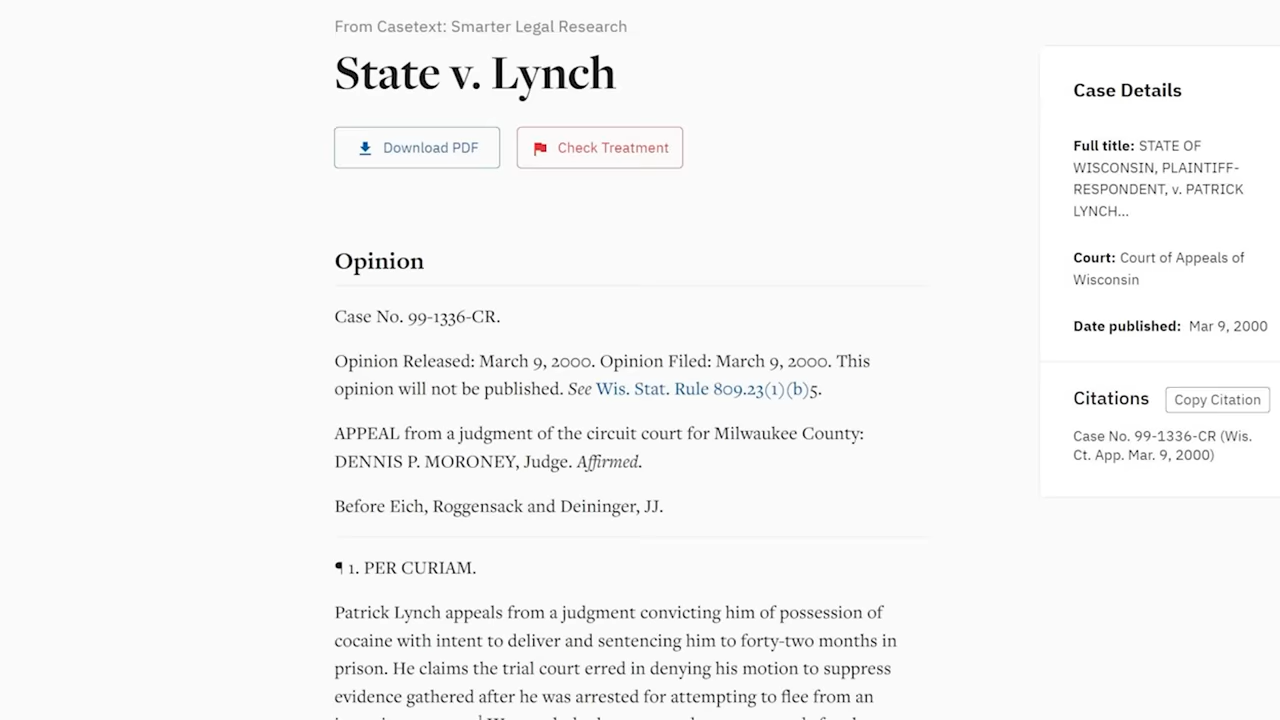 From Casetext: Smarter Legal Research
State v. Lynch
Download PDF
Check Treatment
Opinion
Case No. 99-1336-CR.
Opinion Released: March 9, 2000. Opinion Filed: March 9, 2000. This
opinion will not be published. See Wis. Stat. Rule 809.23(1)(b)5.
APPEAL from a judgment of the circuit court for Milwaukee County:
DENNIS P. MORONEY, Judge. Affirmed.
Before Eich, Roggensack and Deininger, JJ.
¶ 1. PER CURIAM.
Patrick Lynch appeals from a judgment convicting him of possession of
cocaine with intent to deliver and sentencing him to forty-two months in
prison. He claims the trial court erred in denying his motion to suppress
evidence gathered after he was arrested for attempting to flee from an
Case Details
Full title: STATE OF
WISCONSIN, PLAINTIFF-
RESPONDENT, v. PATRICK
LYNCH...
Court: Court of Appeals of
Wisconsin
Date published: Mar 9, 2000
Citations
Copy Citation
Case No. 99-1336-CR (Wis.
Ct. App. Mar. 9, 2000)